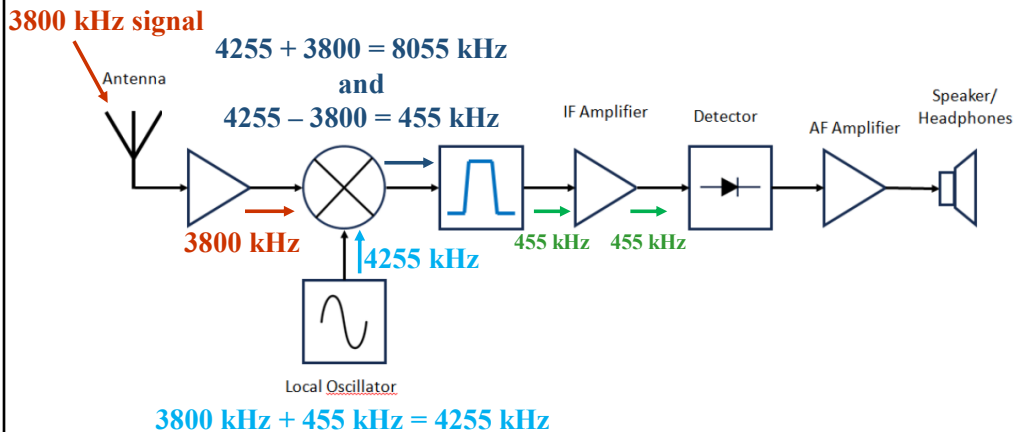 3800 kHz signal
4255 + 3800 = 8055 kHz
and
4255 – 3800 = 455 kHz
Antenna
IF Amplifier
Detector
AF Amplifier
Speaker/
Headphones
3800 kHz
4255 kHz
455 kHz
455 kHz
Local Oscillator
3800 kHz + 455 kHz = 4255 kHz